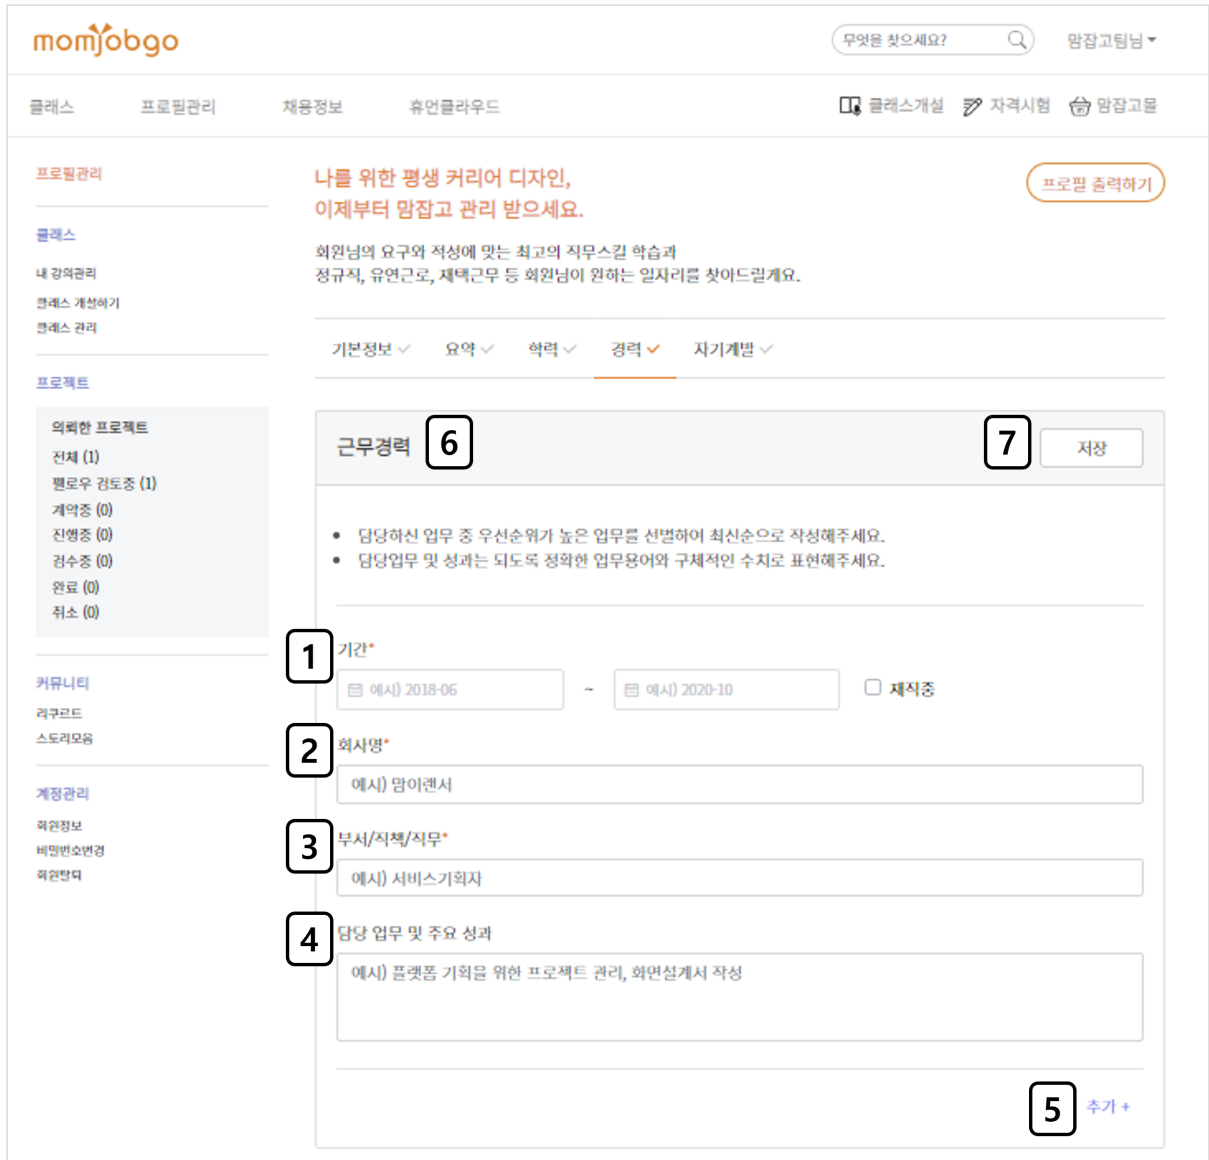 momjobgo
무엇을 찾으세요?
맘잡고팀님
클래스 프로필관리 채용정보 휴먼클라우드
클래스개설 자격시험 맘잡고몰
프로필관리
클래스
내 강의관리
클래스 개설하기
클래스 관리
프로젝트
의뢰한 프로젝트
전체 (1)
펠로우 검토중 (1)
계약중 (0)
진행중 (0)
검수중 (0)
완료 (0)
취소 (0)
커뮤니티
리쿠르트
스토리모음
계정관리
회원정보
비밀번호변경
회원탈퇴
나를 위한 평생 커리어 디자인,
이제부터 맘잡고 관리 받으세요.
프로필 출력하기
회원님의 요구와 적성에 맞는 최고의 직무스킬 학습과
정규직, 유연근로, 재택근무 등 회원님이 원하는 일자리를 찾아드릴게요.
기본정보 요약 학력 경력 자기계발
근무경력 6
7 저장
• 담당하신 업무 중 우선순위가 높은 업무를 선별하여 최신순으로 작성해주세요.
• 담당업무 및 성과는 되도록 정확한 업무용어와 구체적인 수치로 표현해주세요.
1 기간*
예시) 2018-06 ~ 예시) 2020-10 재직중
2 회사명*
예시) 맘이랜서
3 부서/직책/직무*
예시) 서비스기획자
4 담당 업무 및 주요 성과
예시) 플랫폼 기획을 위한 프로젝트 관리, 화면설계서 작성
5 추가 +